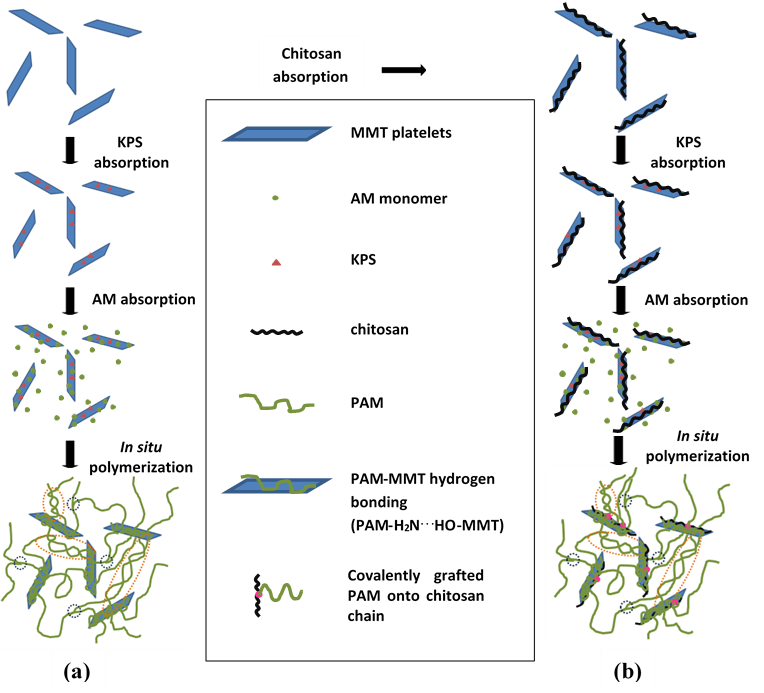 Chitosan
absorption
KPS
absorption
AM absorption
In situ
polymerization
(a)
MMT platelets
AM monomer
KPS
chitosan
PAM
PAM-MMT hydrogen
bonding
(PAM-H₂N···HO-MMT)
Covalently grafted
PAM onto chitosan
chain
KPS
absorption
AM absorption
In situ
polymerization
(b)